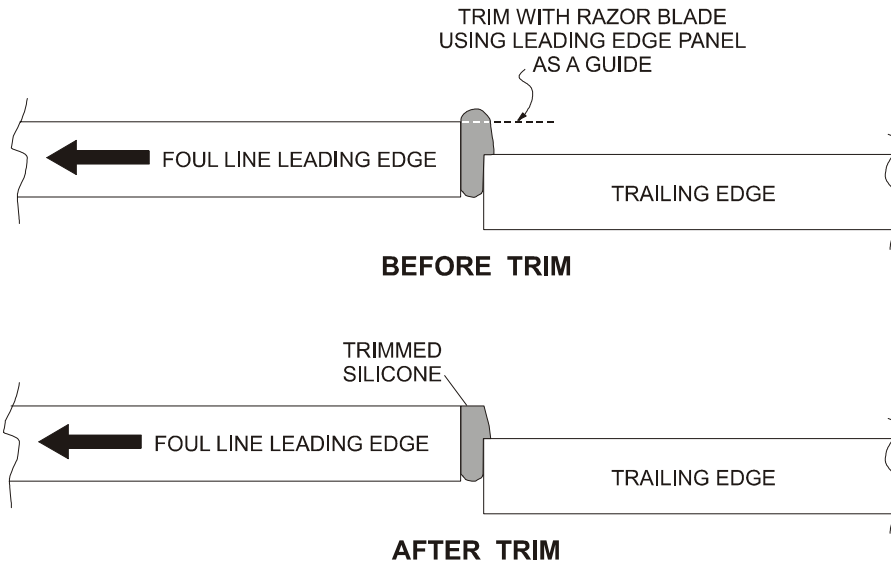 TRIM WITH RAZOR BLADE
USING LEADING EDGE PANEL
AS A GUIDE
FOUL LINE LEADING EDGE
TRAILING EDGE
BEFORE TRIM
TRIMMED
SILICONE
FOUL LINE LEADING EDGE
TRAILING EDGE
AFTER TRIM